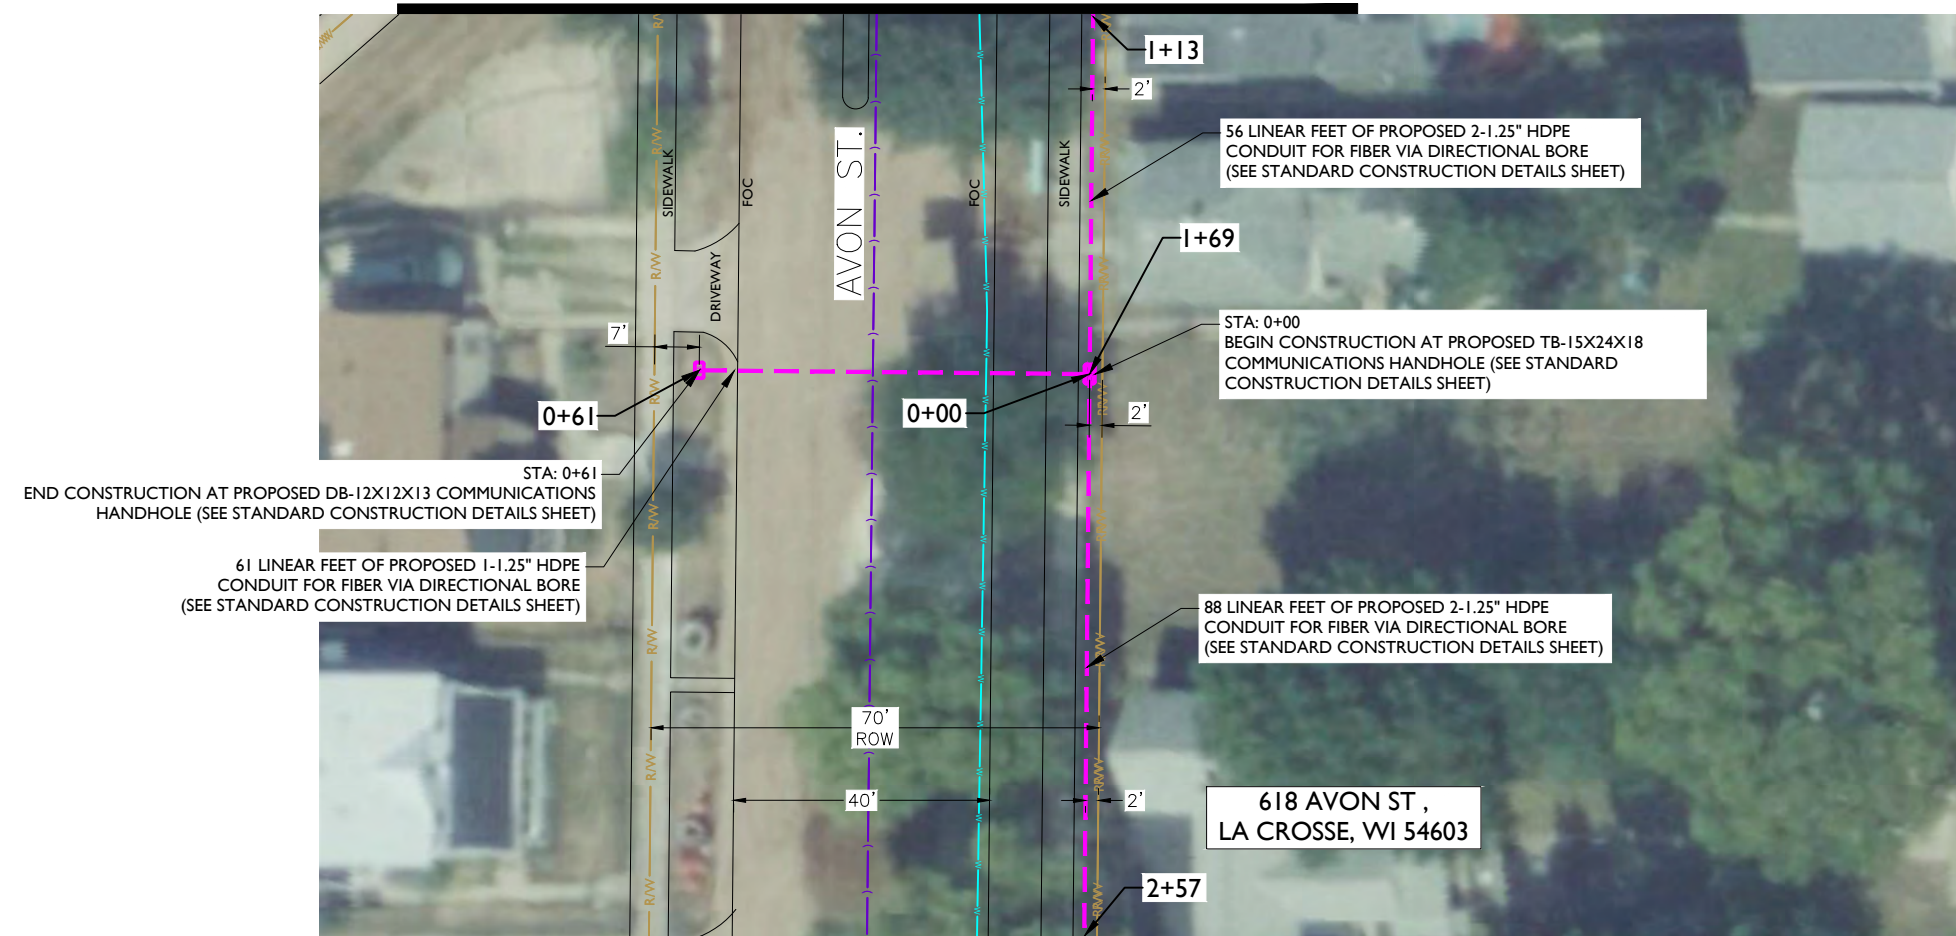 1+13
2'
56 LINEAR FEET OF PROPOSED 2-1.25" HDPE
CONDUIT FOR FIBER VIA DIRECTIONAL BORE
(SEE STANDARD CONSTRUCTION DETAILS SHEET)
SIDEWALK
FOC
AVON ST.
FOC
SIDEWALK
1+69
DRIVEWAY
7'
STA: 0+00
BEGIN CONSTRUCTION AT PROPOSED TB-15X24X18
COMMUNICATIONS HANDHOLE (SEE STANDARD
CONSTRUCTION DETAILS SHEET)
0+61
0+00
2'
STA: 0+61
END CONSTRUCTION AT PROPOSED DB-12X12X13 COMMUNICATIONS
HANDHOLE (SEE STANDARD CONSTRUCTION DETAILS SHEET)
61 LINEAR FEET OF PROPOSED 1-1.25" HDPE
CONDUIT FOR FIBER VIA DIRECTIONAL BORE
(SEE STANDARD CONSTRUCTION DETAILS SHEET)
88 LINEAR FEET OF PROPOSED 2-1.25" HDPE
CONDUIT FOR FIBER VIA DIRECTIONAL BORE
(SEE STANDARD CONSTRUCTION DETAILS SHEET)
70'
ROW
40'
2'
618 AVON ST ,
LA CROSSE, WI 54603
2+57
R/W
R/W
R/W
R/W
R/W
R/W
R/W
R/W
R/W